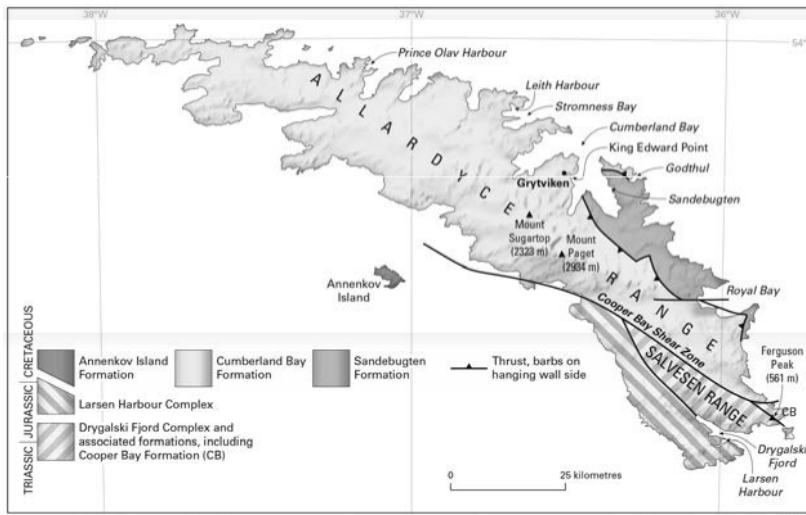 38°W
37°W
36°W
54°
Prince Olav Harbour
Leith Harbour
Stromness Bay
Cumberland Bay
King Edward Point
Godthul
Grytviken
Sandebugten
ALLARDYCE
RANGE
Mount
Sugartop
(2323 m)
Mount
Paget
(2934 m)
Annenkov
Island
Royal Bay
Cooper Bay Shear Zone
SALVESEN RANGE
Ferguson
Peak
(561 m)
CB
Drygalski
Fjord
Larsen
Harbour
TRIASSIC JURASSIC CRETACEOUS
Annenkov Island
Formation
Cumberland Bay
Formation
Sandebugten
Formation
Thrust, barbs on
hanging wall side
Larsen Harbour Complex
Drygalski Fjord Complex and
associated formations, including
Cooper Bay Formation (CB)
0 25 kilometres